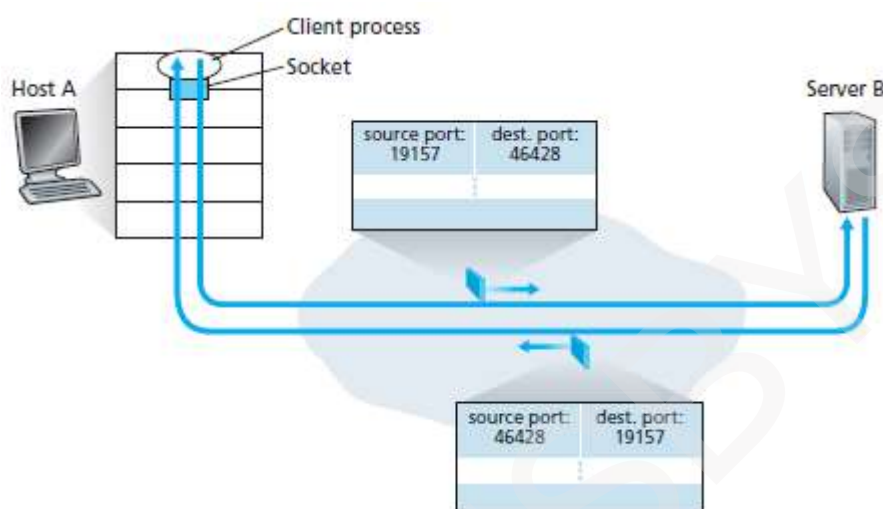 Client process
Socket
Host A
Server B
source port: dest. port:
19157 46428
source port: dest. port:
46428 19157